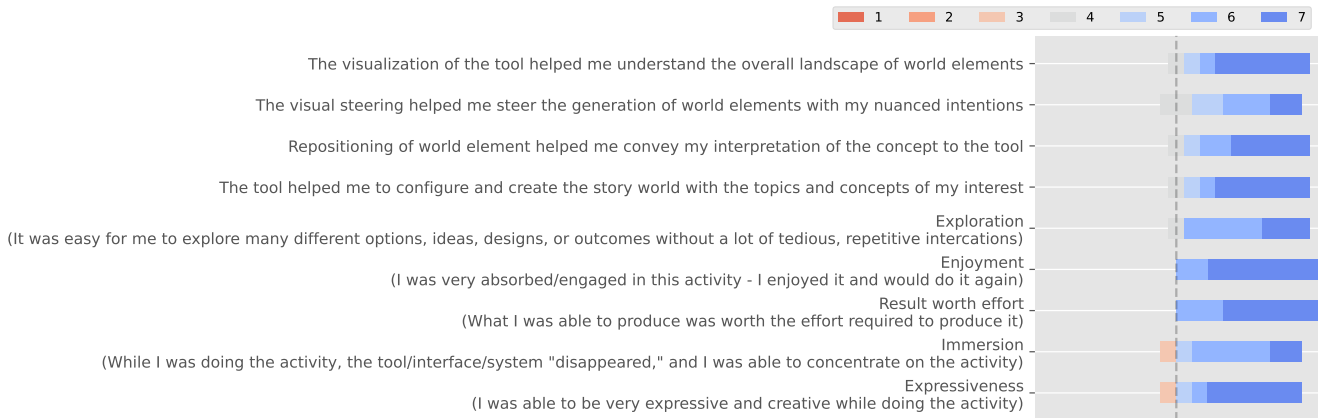 1 2 3 4 5 6 7
The visualization of the tool helped me understand the overall landscape of world elements
The visual steering helped me steer the generation of world elements with my nuanced intentions
Repositioning of world element helped me convey my interpretation of the concept to the tool
The tool helped me to configure and create the story world with the topics and concepts of my interest
Exploration
(It was easy for me to explore many different options, ideas, designs, or outcomes without a lot of tedious, repetitive intercations)
Enjoyment
(I was very absorbed/engaged in this activity - I enjoyed it and would do it again)
Result worth effort
(What I was able to produce was worth the effort required to produce it)
Immersion
(While I was doing the activity, the tool/interface/system "disappeared," and I was able to concentrate on the activity)
Expressiveness
(I was able to be very expressive and creative while doing the activity)